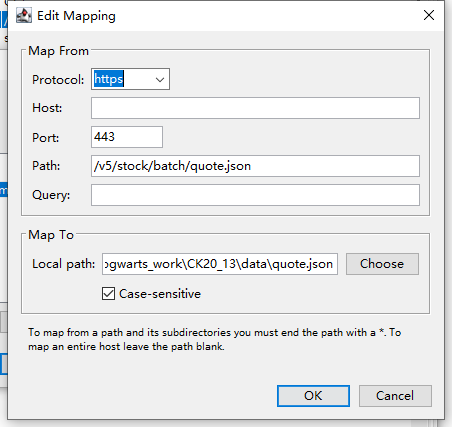 Edit Mapping
Map From
Protocol: https
Host:
Port: 443
Path: /v5/stock/batch/quote.json
Query:
Map To
Local path: ogwarts_work\CK20_13\data\quote.json Choose
Case-sensitive
To map from a path and its subdirectories you must end the path with a *. To
map an entire host leave the path blank.
OK Cancel